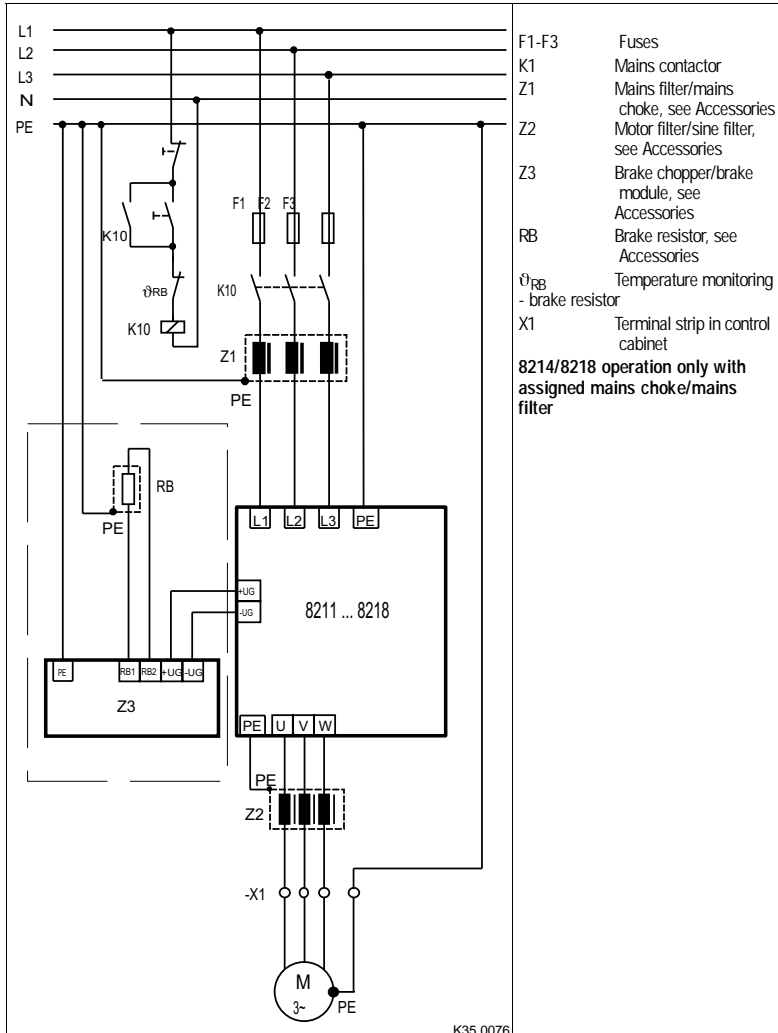 L1
L2
L3
N
PE
F1 F2 F3
K10
K10
ϑRB
K10
Z1
PE
RB
PE
L1 L2 L3 PE
+UG
-UG
8211 ... 8218
PE RB1 RB2 +UG -UG
Z3
PE U V W
PE
Z2
-X1
M
3~
PE
K35.0076
F1-F3 Fuses
K1 Mains contactor
Z1 Mains filter/mains
choke, see Accessories
Z2 Motor filter/sine filter,
see Accessories
Z3 Brake chopper/brake
module, see
Accessories
RB Brake resistor, see
Accessories
ϑRB Temperature monitoring
- brake resistor
X1 Terminal strip in control
cabinet
8214/8218 operation only with
assigned mains choke/mains
filter